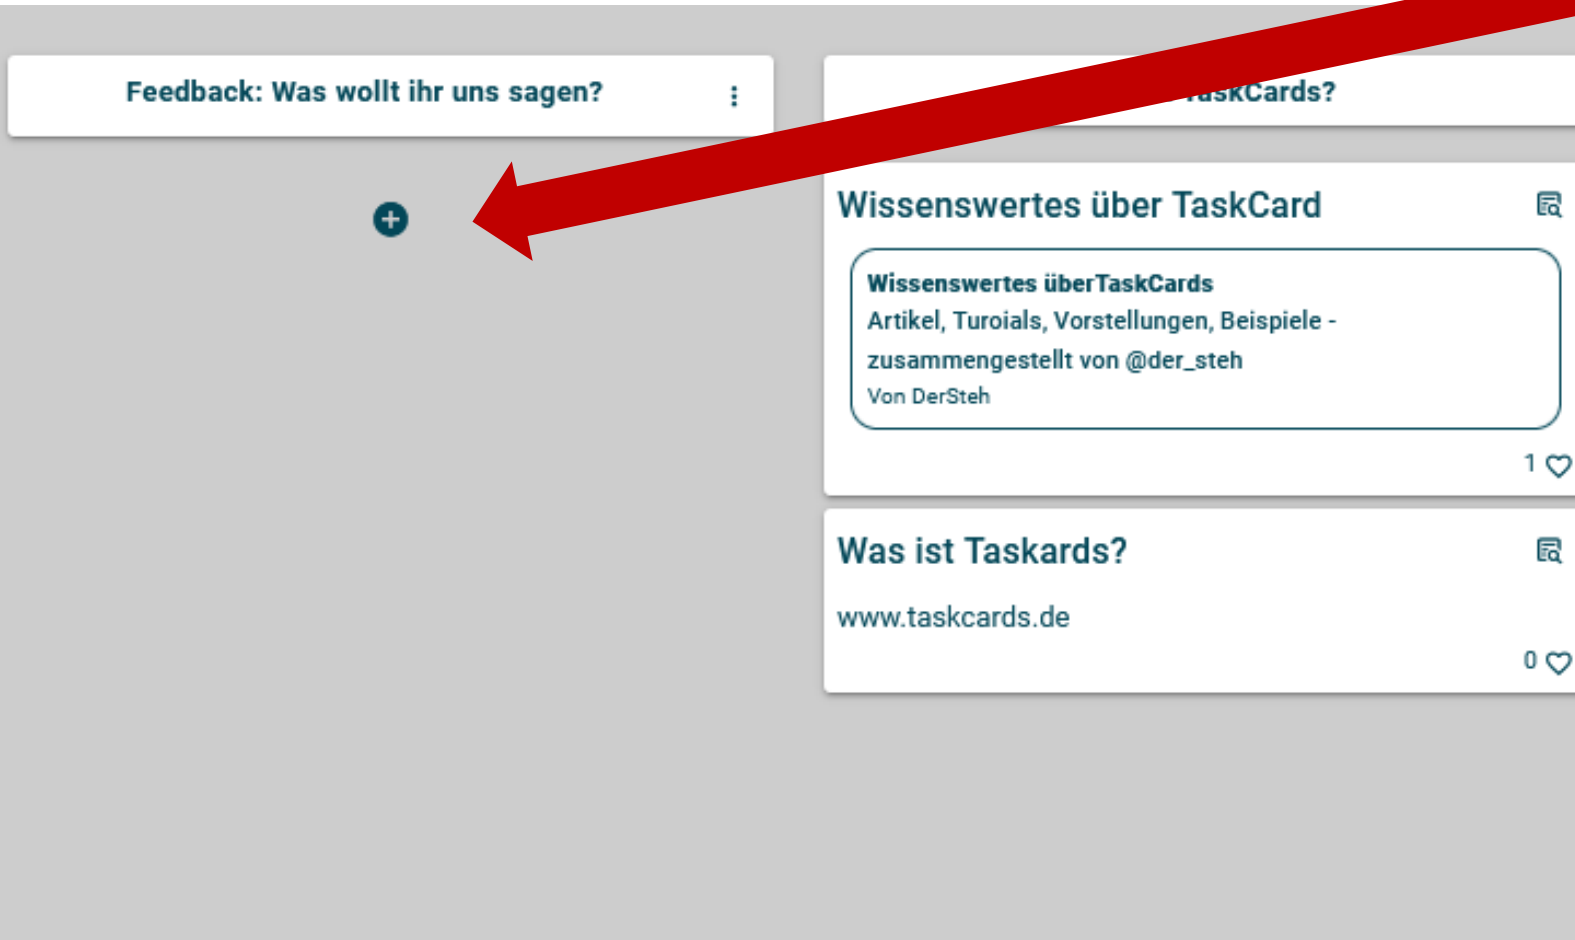 Feedback: Was wollt ihr uns sagen?
TaskCards?
Wissenswertes über TaskCard
Wissenswertes überTaskCards
Artikel, Turoials, Vorstellungen, Beispiele -
zusammengestellt von @der_steh
Von DerSteh
1
Was ist Taskards?
www.taskcards.de
0